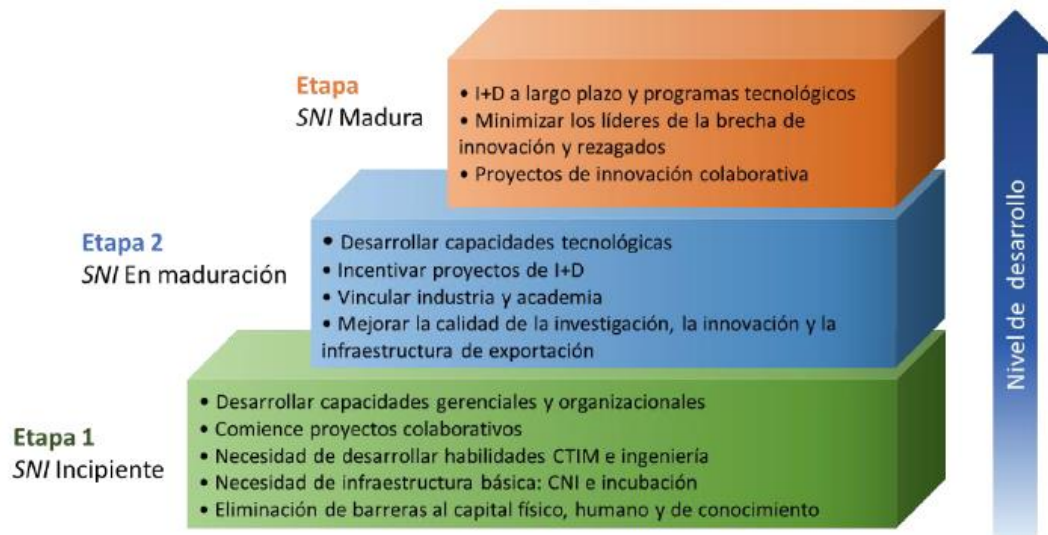 Etapa
SNI Madura
• I+D a largo plazo y programas tecnológicos
• Minimizar los líderes de la brecha de
innovación y rezagados
• Proyectos de innovación colaborativa
Etapa 2
SNI En maduración
• Desarrollar capacidades tecnológicas
• Incentivar proyectos de I+D
• Vincular industria y academia
• Mejorar la calidad de la investigación, la innovación y la
infraestructura de exportación
Etapa 1
SNI Incipiente
• Desarrollar capacidades gerenciales y organizacionales
• Comience proyectos colaborativos
• Necesidad de desarrollar habilidades CTIM e ingeniería
• Necesidad de infraestructura básica: CNI e incubación
• Eliminación de barreras al capital físico, humano y de conocimiento
Nivel de desarrollo